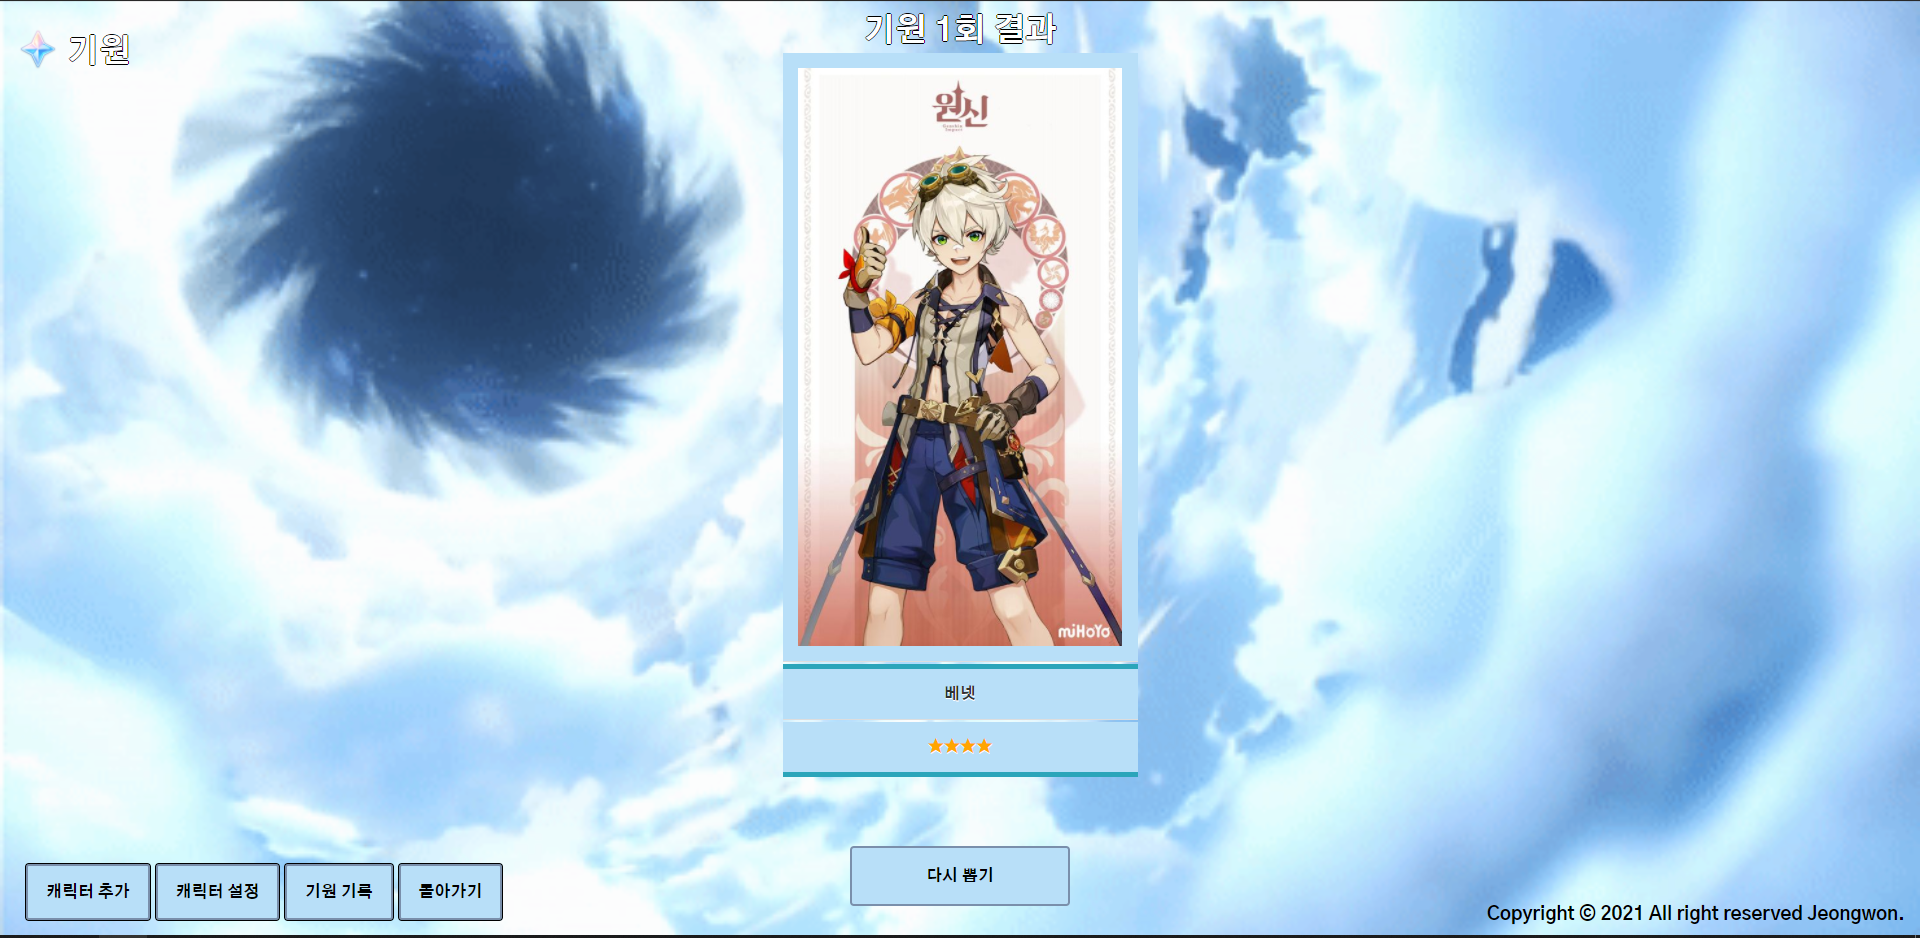 기원
기원 1회 결과
원신
Genshin
Impact
miHoYo
베넷
★★★★
다시 뽑기
캐릭터 추가
캐릭터 설정
기원 기록
돌아가기
Copyright © 2021 All right reserved Jeongwon.